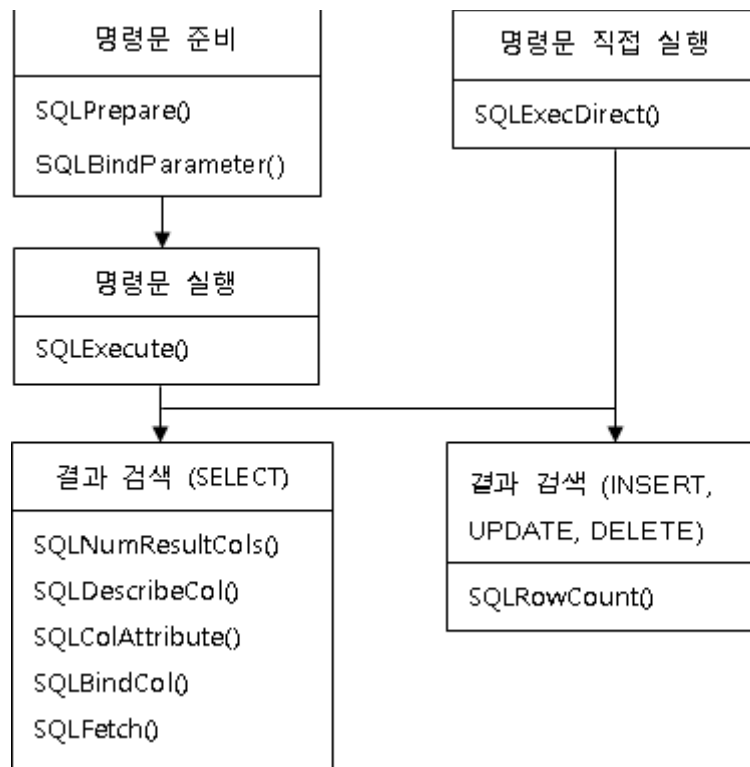 명령문 준비
SQLPrepare()
SQLBindParameter()
명령문 직접 실행
SQLExecDirect()
명령문 실행
SQLExecute()
결과 검색 (SELECT)
SQLNumResultCols()
SQLDescribeCol()
SQLColAttribute()
SQLBindCol()
SQLFetch()
결과 검색 (INSERT,
UPDATE, DELETE)
SQLRowCount()